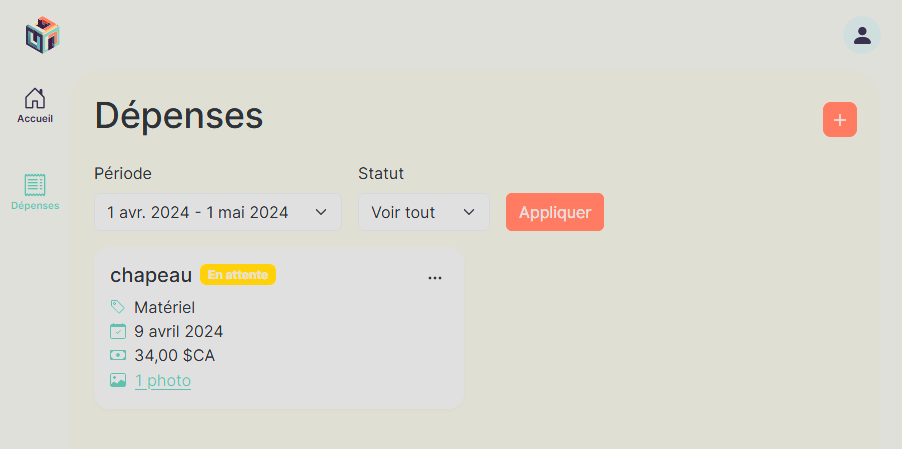 Accueil
Dépenses
Dépenses
+
Période
Statut
1 avr. 2024 - 1 mai 2024
Voir tout
Appliquer
chapeau En attente
...
Matériel
9 avril 2024
34,00 $CA
1 photo